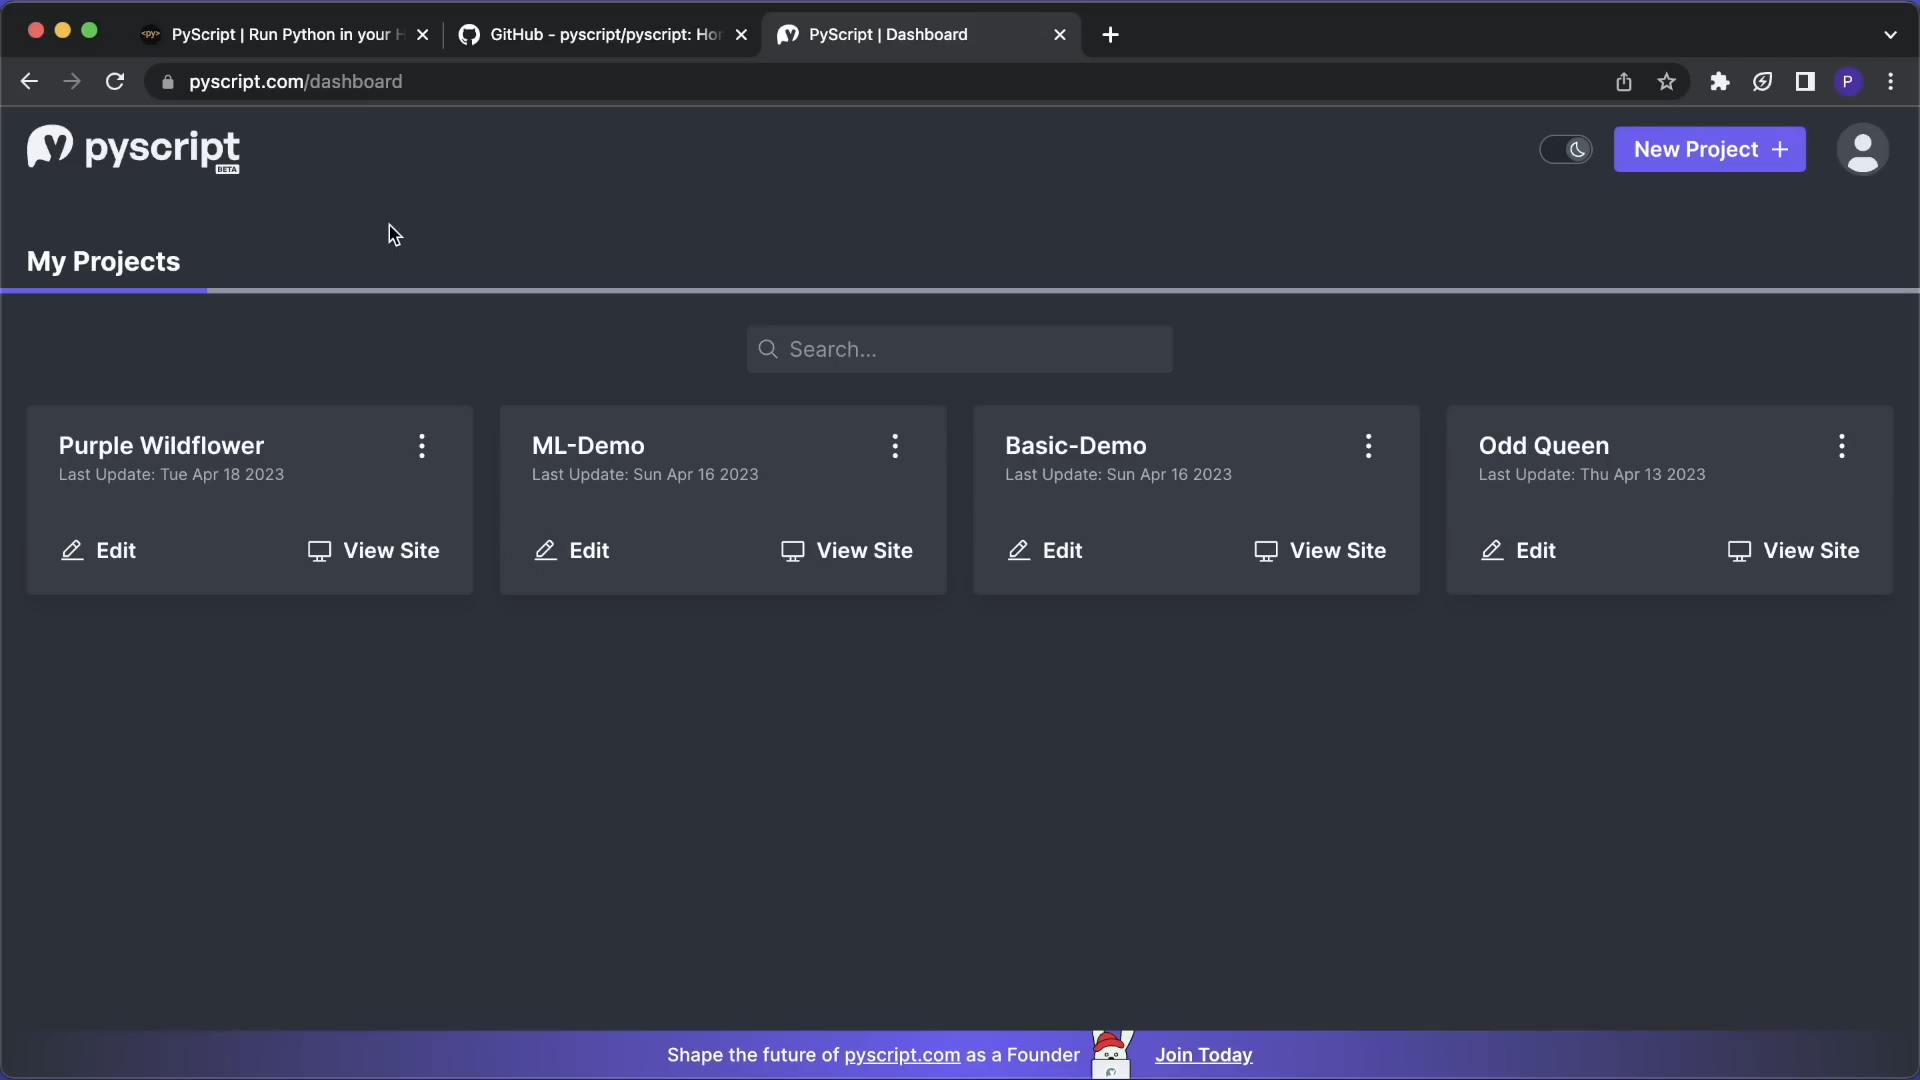 PyScript | Run Python in your H
GitHub - pyscript/pyscript: Hor
PyScript | Dashboard
pyscript.com/dashboard
P
<py>
pyscript
BETA
New Project +
My Projects
Search...
Purple Wildflower
Last Update: Tue Apr 18 2023
Edit
View Site
ML-Demo
Last Update: Sun Apr 16 2023
Edit
View Site
Basic-Demo
Last Update: Sun Apr 16 2023
Edit
View Site
Odd Queen
Last Update: Thu Apr 13 2023
Edit
View Site
Shape the future of pyscript.com as a Founder
Join Today